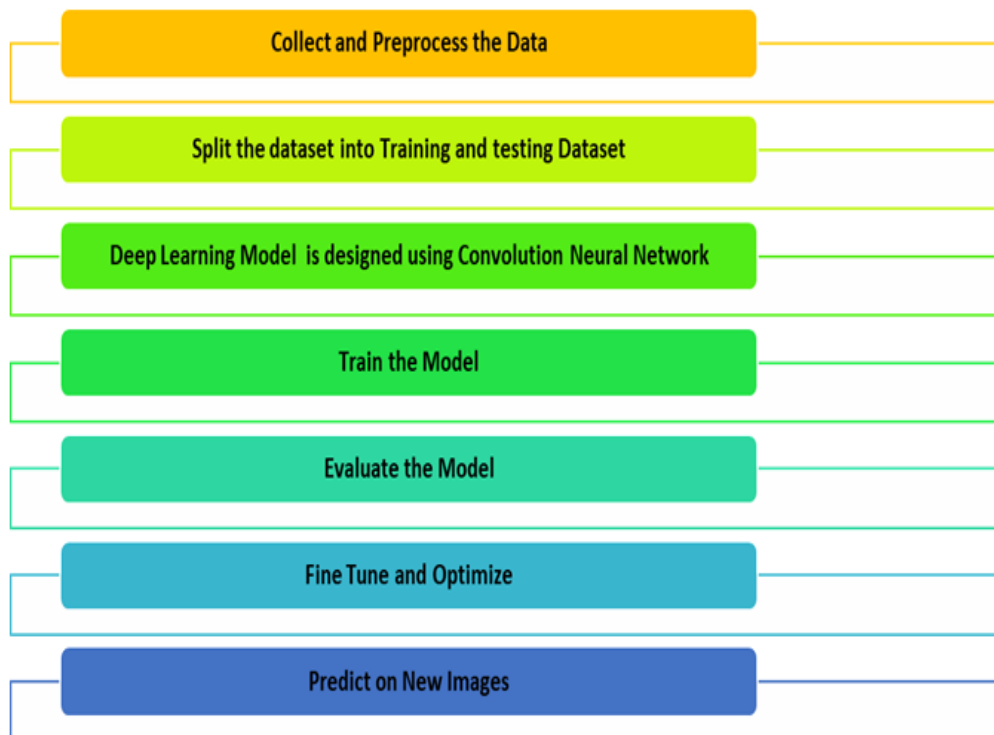 Collect and Preprocess the Data
Split the dataset into Training and testing Dataset
Deep Learning Model is designed using Convolution Neural Network
Train the Model
Evaluate the Model
Fine Tune and Optimize
Predict on New Images